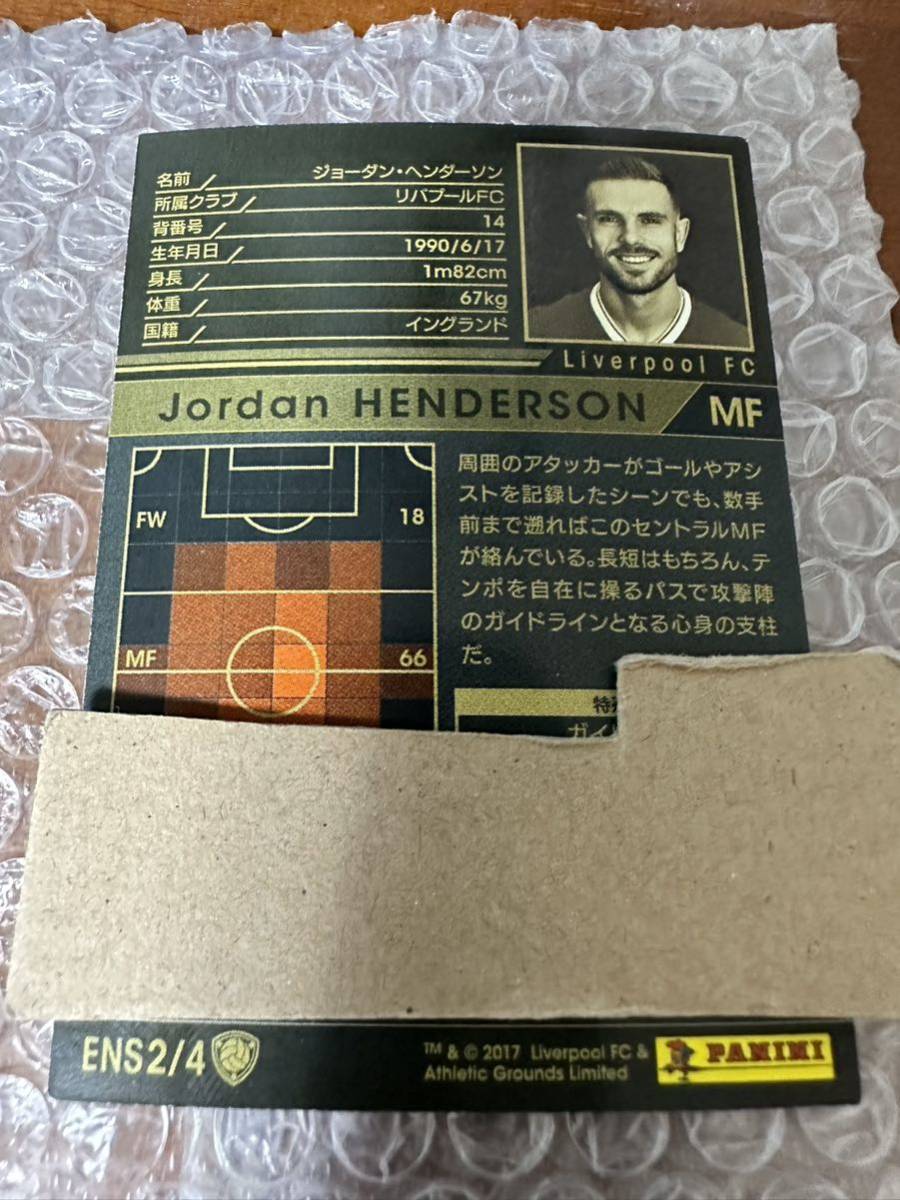 名前 ジョーダン・ヘンダーソン
所属クラブ リバプールFC
背番号 14
生年月日 1990/6/17
身長 1m82cm
体重 67kg
国籍 イングランド
Liverpool FC
Jordan HENDERSON MF
FW 18
MF 66
周囲のアタッカーがゴールやアシ
ストを記録したシーンでも、数手
前まで遡ればこのセントラルMF
が絡んでいる。長短はもちろん、テ
ンポを自在に操るパスで攻撃陣
のガイドラインとなる心身の支柱
だ。
ENS2/4
TM & © 2017 Liverpool FC &
Athletic Grounds Limited
PANINI